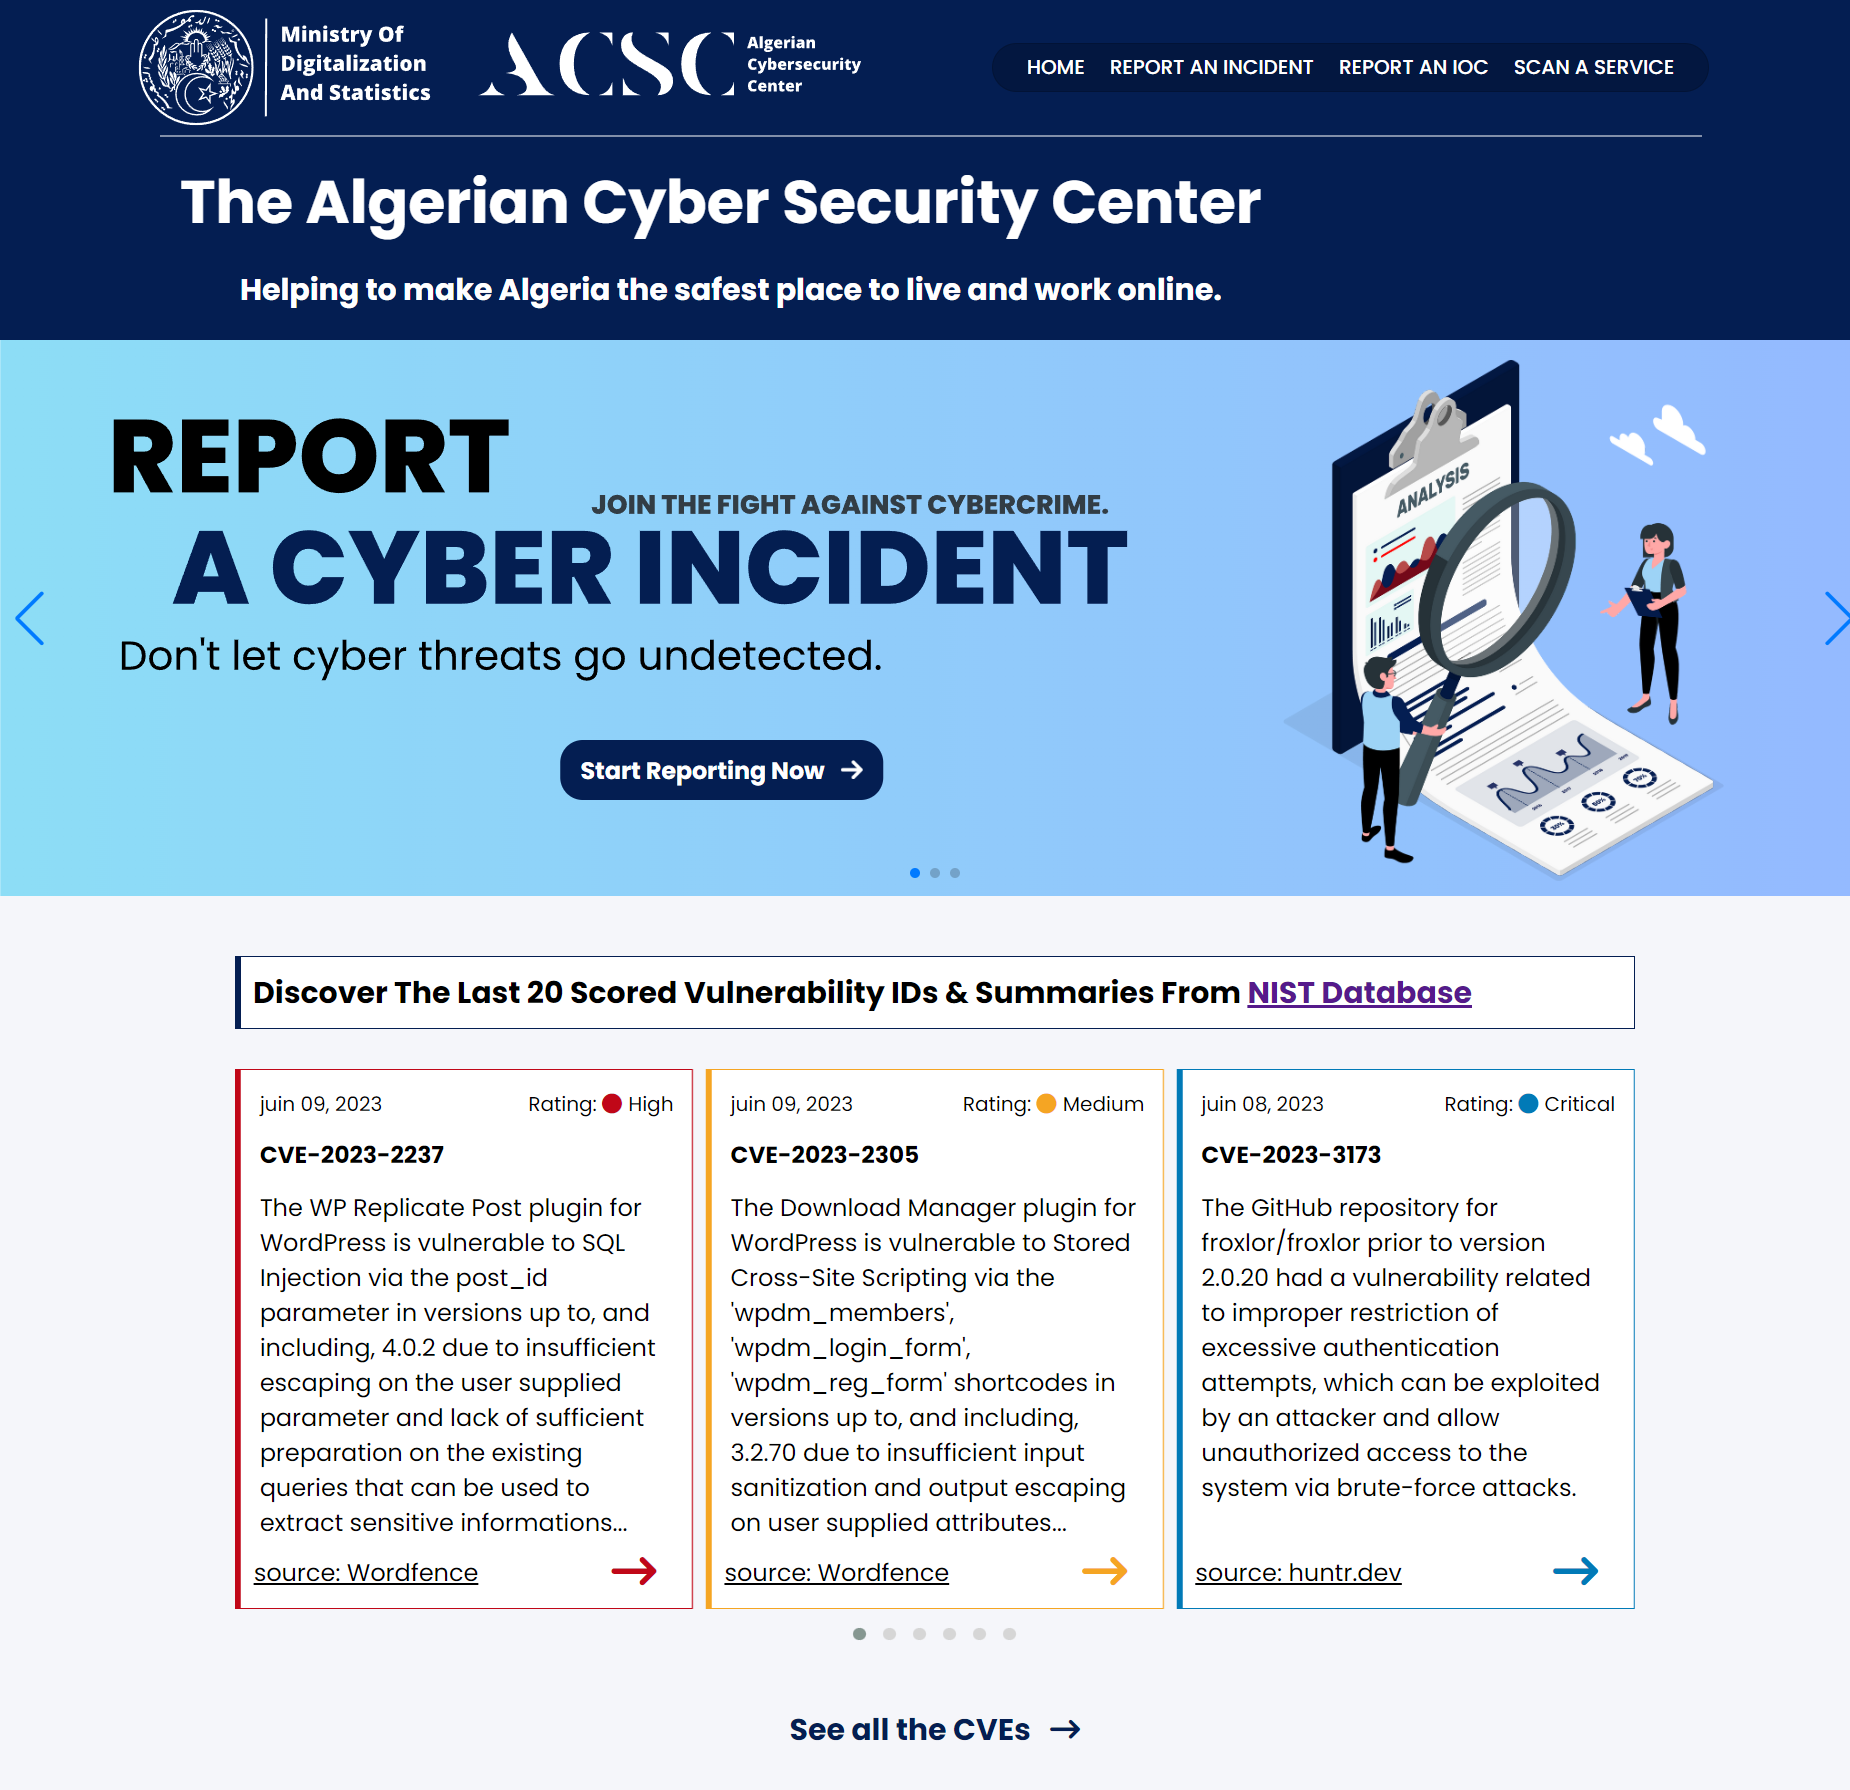 Ministry Of
Digitalization
And Statistics
ACSC
Algerian
Cybersecurity
Center
HOME REPORT AN INCIDENT REPORT AN IOC SCAN A SERVICE
The Algerian Cyber Security Center
Helping to make Algeria the safest place to live and work online.
REPORT
JOIN THE FIGHT AGAINST CYBERCRIME.
A CYBER INCIDENT
Don't let cyber threats go undetected.
Start Reporting Now
ANALYSIS
Discover The Last 20 Scored Vulnerability IDs & Summaries From NIST Database
juin 09, 2023 Rating: High
CVE-2023-2237
The WP Replicate Post plugin for
WordPress is vulnerable to SQL
Injection via the post_id
parameter in versions up to, and
including, 4.0.2 due to insufficient
escaping on the user supplied
parameter and lack of sufficient
preparation on the existing
queries that can be used to
extract sensitive informations...
source: Wordfence
juin 09, 2023 Rating: Medium
CVE-2023-2305
The Download Manager plugin for
WordPress is vulnerable to Stored
Cross-Site Scripting via the
'wpdm_members',
'wpdm_login_form',
'wpdm_reg_form' shortcodes in
versions up to, and including,
3.2.70 due to insufficient input
sanitization and output escaping
on user supplied attributes...
source: Wordfence
juin 08, 2023 Rating: Critical
CVE-2023-3173
The GitHub repository for
froxlor/froxlor prior to version
2.0.20 had a vulnerability related
to improper restriction of
excessive authentication
attempts, which can be exploited
by an attacker and allow
unauthorized access to the
system via brute-force attacks.
source: huntr.dev
See all the CVEs